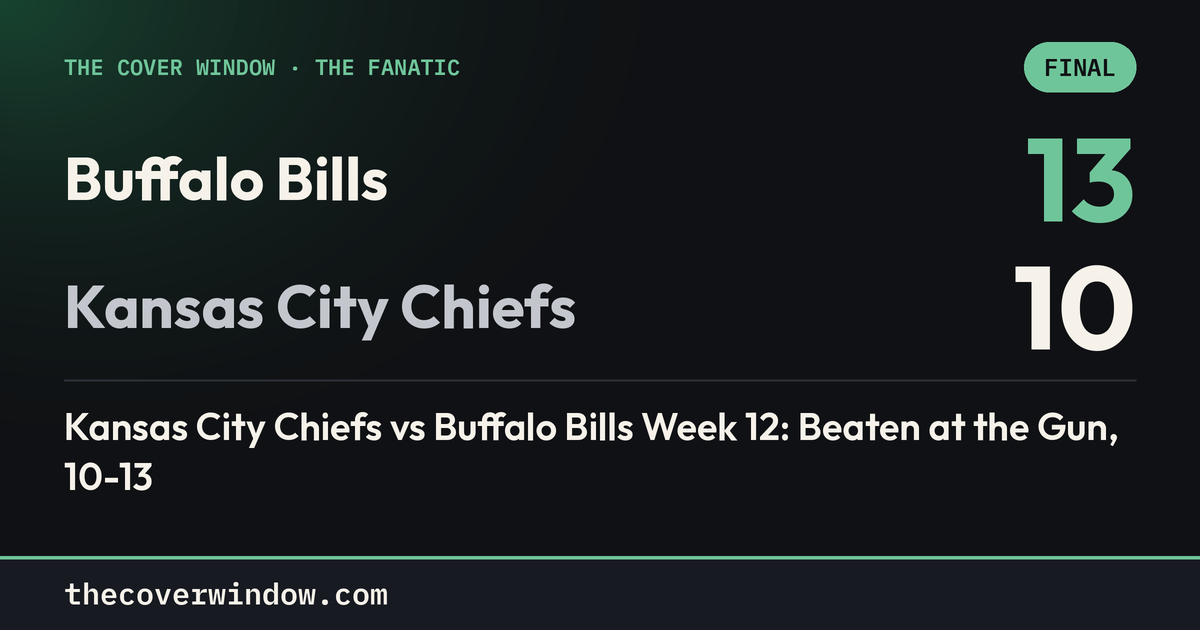 THE COVER WINDOW · THE FANATIC
FINAL
Buffalo Bills 13
Kansas City Chiefs 10
Kansas City Chiefs vs Buffalo Bills Week 12: Beaten at the Gun,
10-13
thecoverwindow.com